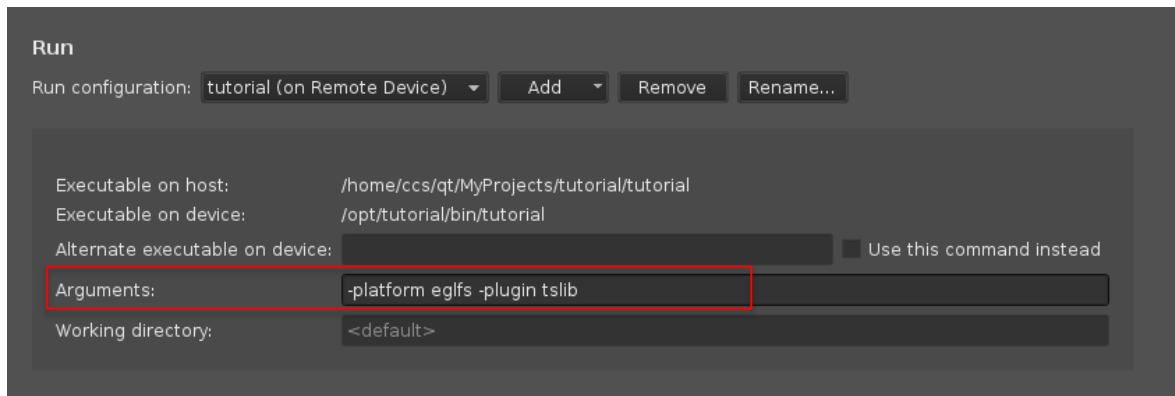 Run
Run configuration: tutorial (on Remote Device) Add Remove Rename...
Executable on host: /home/ccs/qt/MyProjects/tutorial/tutorial
Executable on device: /opt/tutorial/bin/tutorial
Alternate executable on device: Use this command instead
Arguments: -platform eglfs -plugin tslib
Working directory: <default>